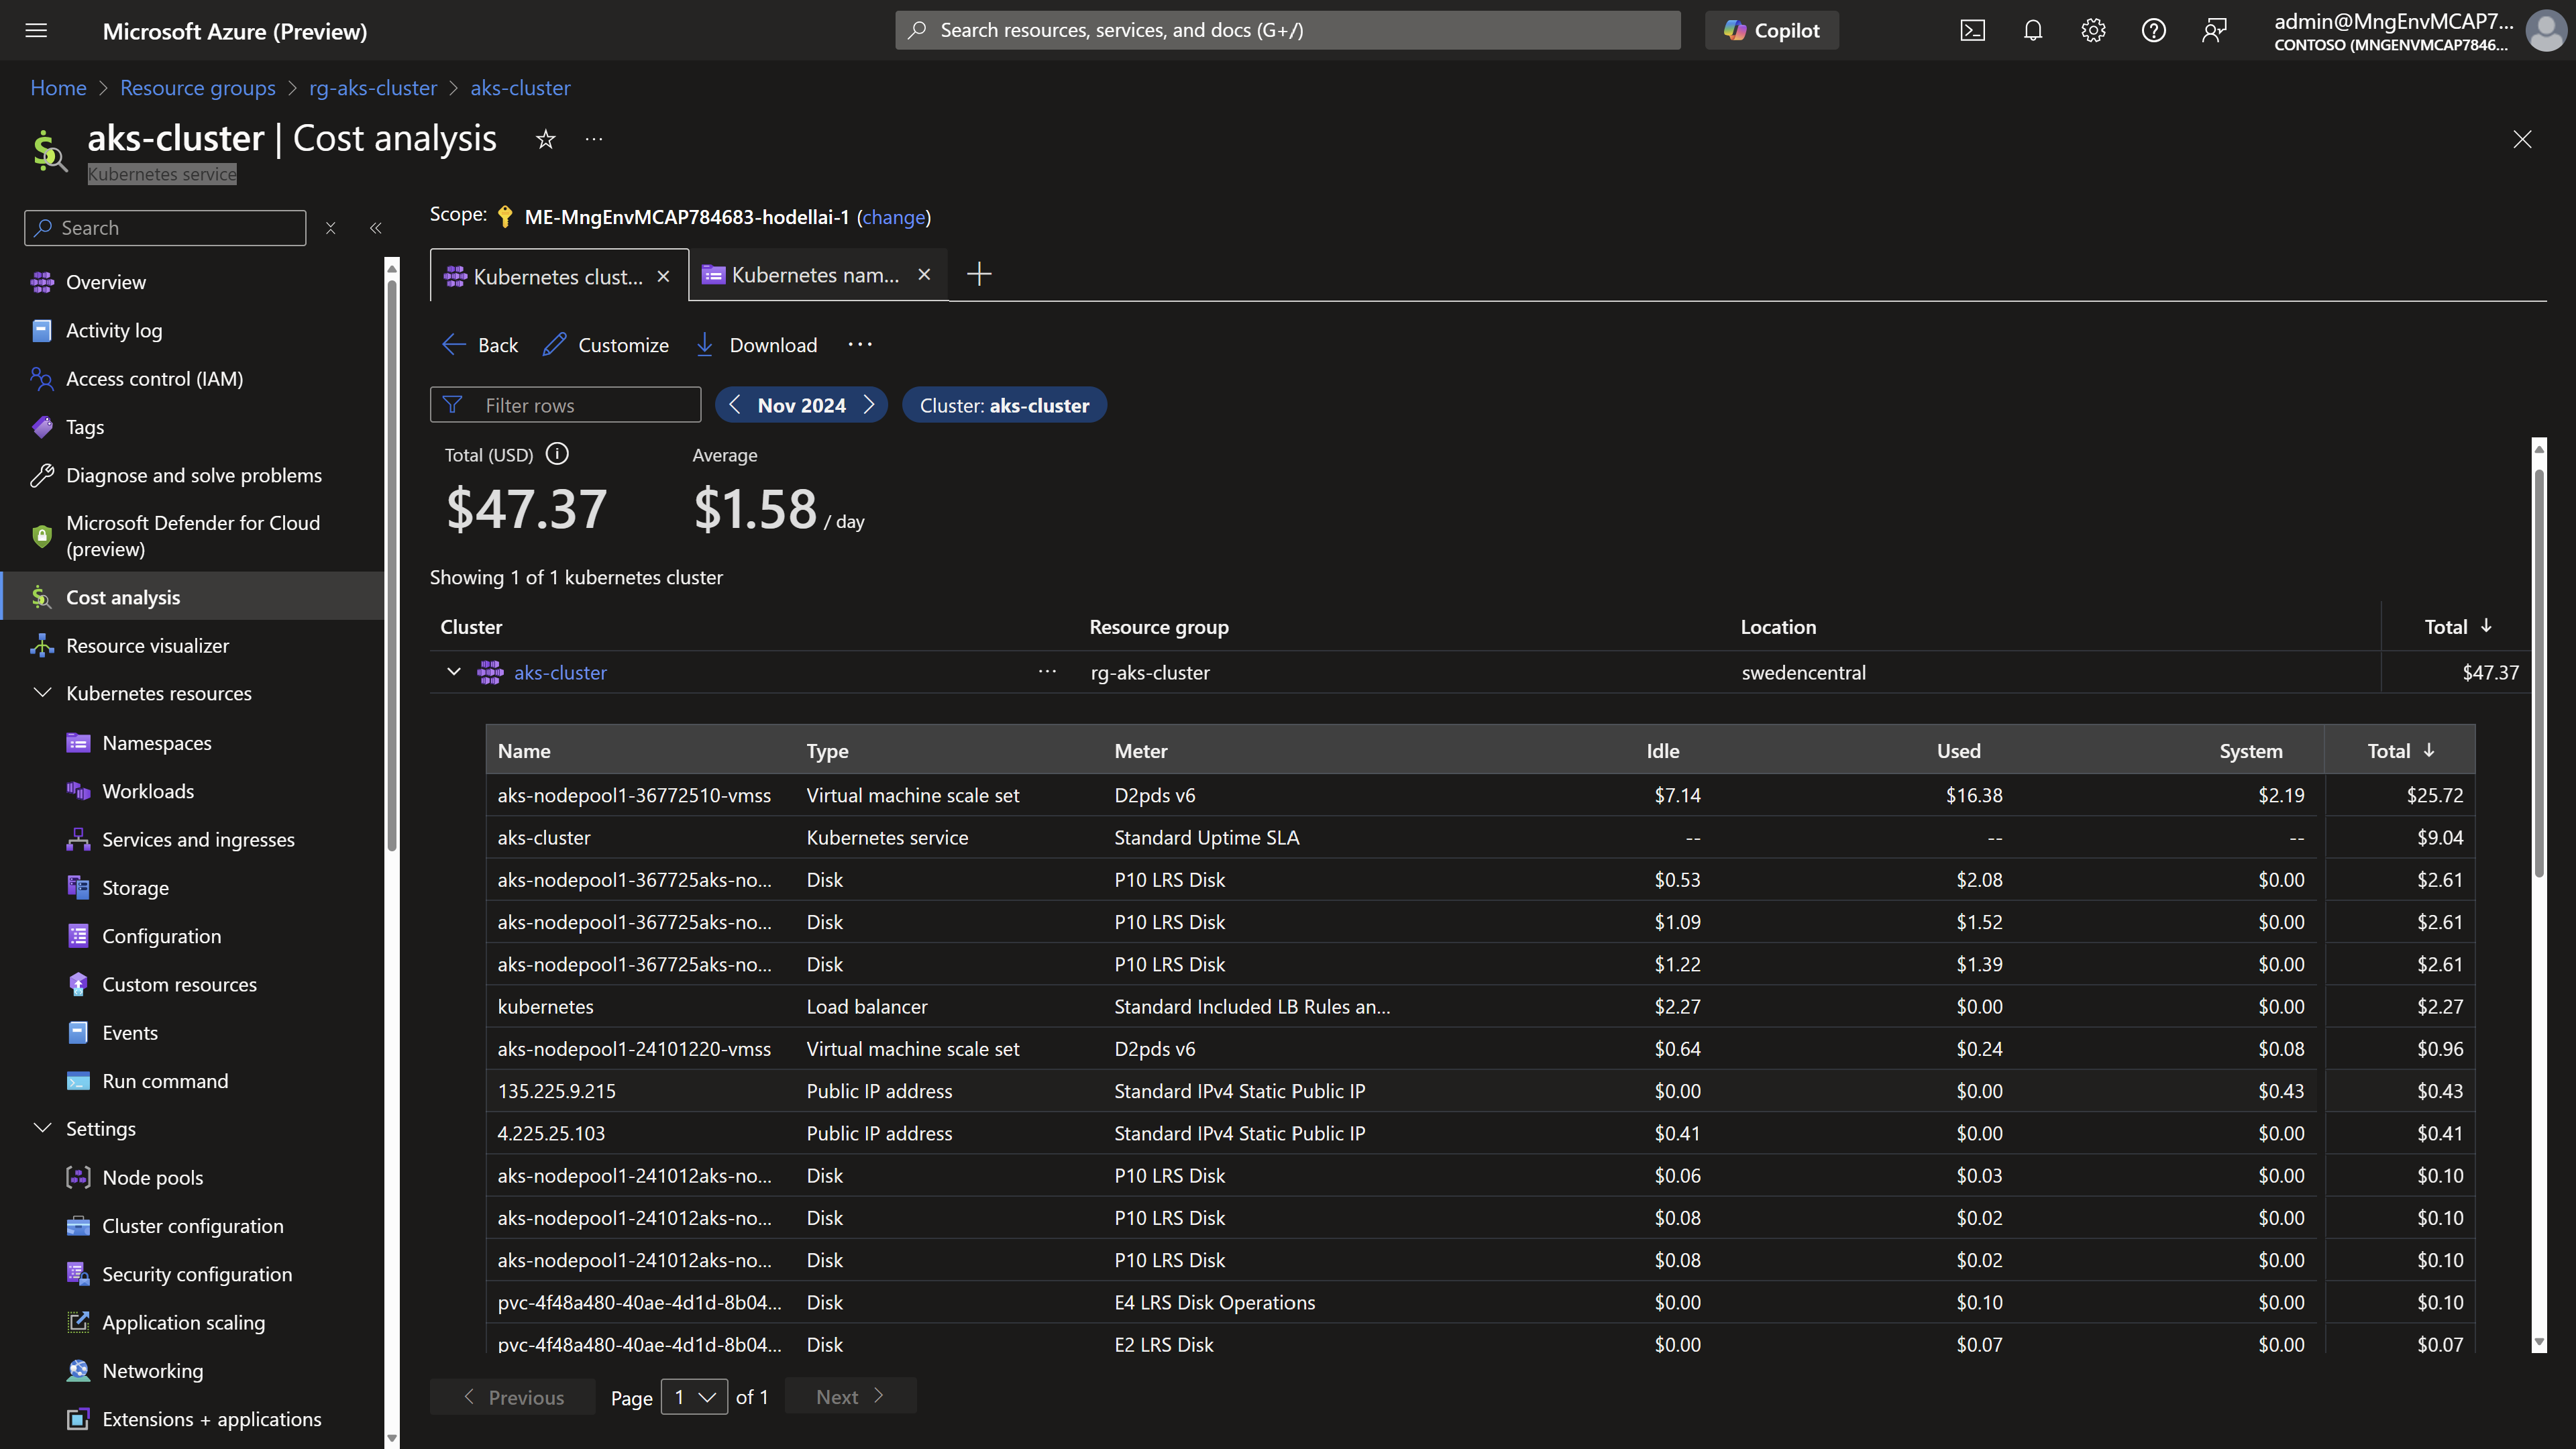 Microsoft Azure (Preview)
Search resources, services, and docs (G+/)
Copilot
admin@MngEnvMCAP7...
CONTOSO (MNGENVMCAP7846...
Home > Resource groups > rg-aks-cluster > aks-cluster
aks-cluster | Cost analysis
Kubernetes service
Search
Overview
Activity log
Access control (IAM)
Tags
Diagnose and solve problems
Microsoft Defender for Cloud
(preview)
Cost analysis
Resource visualizer
Kubernetes resources
Namespaces
Workloads
Services and ingresses
Storage
Configuration
Custom resources
Events
Run command
Settings
Node pools
Cluster configuration
Security configuration
Application scaling
Networking
Extensions + applications
Scope: ME-MngEnvMCAP784683-hodellai-1 (change)
Kubernetes clust...
Kubernetes nam...
Back Customize Download ...
Filter rows
Nov 2024
Cluster: aks-cluster
Total (USD) Average
$47.37 $1.58 / day
Showing 1 of 1 kubernetes cluster
Cluster Resource group Location Total ↓
aks-cluster ... rg-aks-cluster swedencentral $47.37
Name Type Meter Idle Used System Total ↓
aks-nodepool1-36772510-vmss Virtual machine scale set D2pds v6 $7.14 $16.38 $2.19 $25.72
aks-cluster Kubernetes service Standard Uptime SLA -- -- -- $9.04
aks-nodepool1-367725aks-no... Disk P10 LRS Disk $0.53 $2.08 $0.00 $2.61
aks-nodepool1-367725aks-no... Disk P10 LRS Disk $1.09 $1.52 $0.00 $2.61
aks-nodepool1-367725aks-no... Disk P10 LRS Disk $1.22 $1.39 $0.00 $2.61
kubernetes Load balancer Standard Included LB Rules an... $2.27 $0.00 $0.00 $2.27
aks-nodepool1-24101220-vmss Virtual machine scale set D2pds v6 $0.64 $0.24 $0.08 $0.96
135.225.9.215 Public IP address Standard IPv4 Static Public IP $0.00 $0.00 $0.43 $0.43
4.225.25.103 Public IP address Standard IPv4 Static Public IP $0.41 $0.00 $0.00 $0.41
aks-nodepool1-241012aks-no... Disk P10 LRS Disk $0.06 $0.03 $0.00 $0.10
aks-nodepool1-241012aks-no... Disk P10 LRS Disk $0.08 $0.02 $0.00 $0.10
aks-nodepool1-241012aks-no... Disk P10 LRS Disk $0.08 $0.02 $0.00 $0.10
pvc-4f48a480-40ae-4d1d-8b04... Disk E4 LRS Disk Operations $0.00 $0.10 $0.00 $0.10
pvc-4f48a480-40ae-4d1d-8b04... Disk E2 LRS Disk $0.00 $0.07 $0.00 $0.07
Previous Page 1 of 1 Next